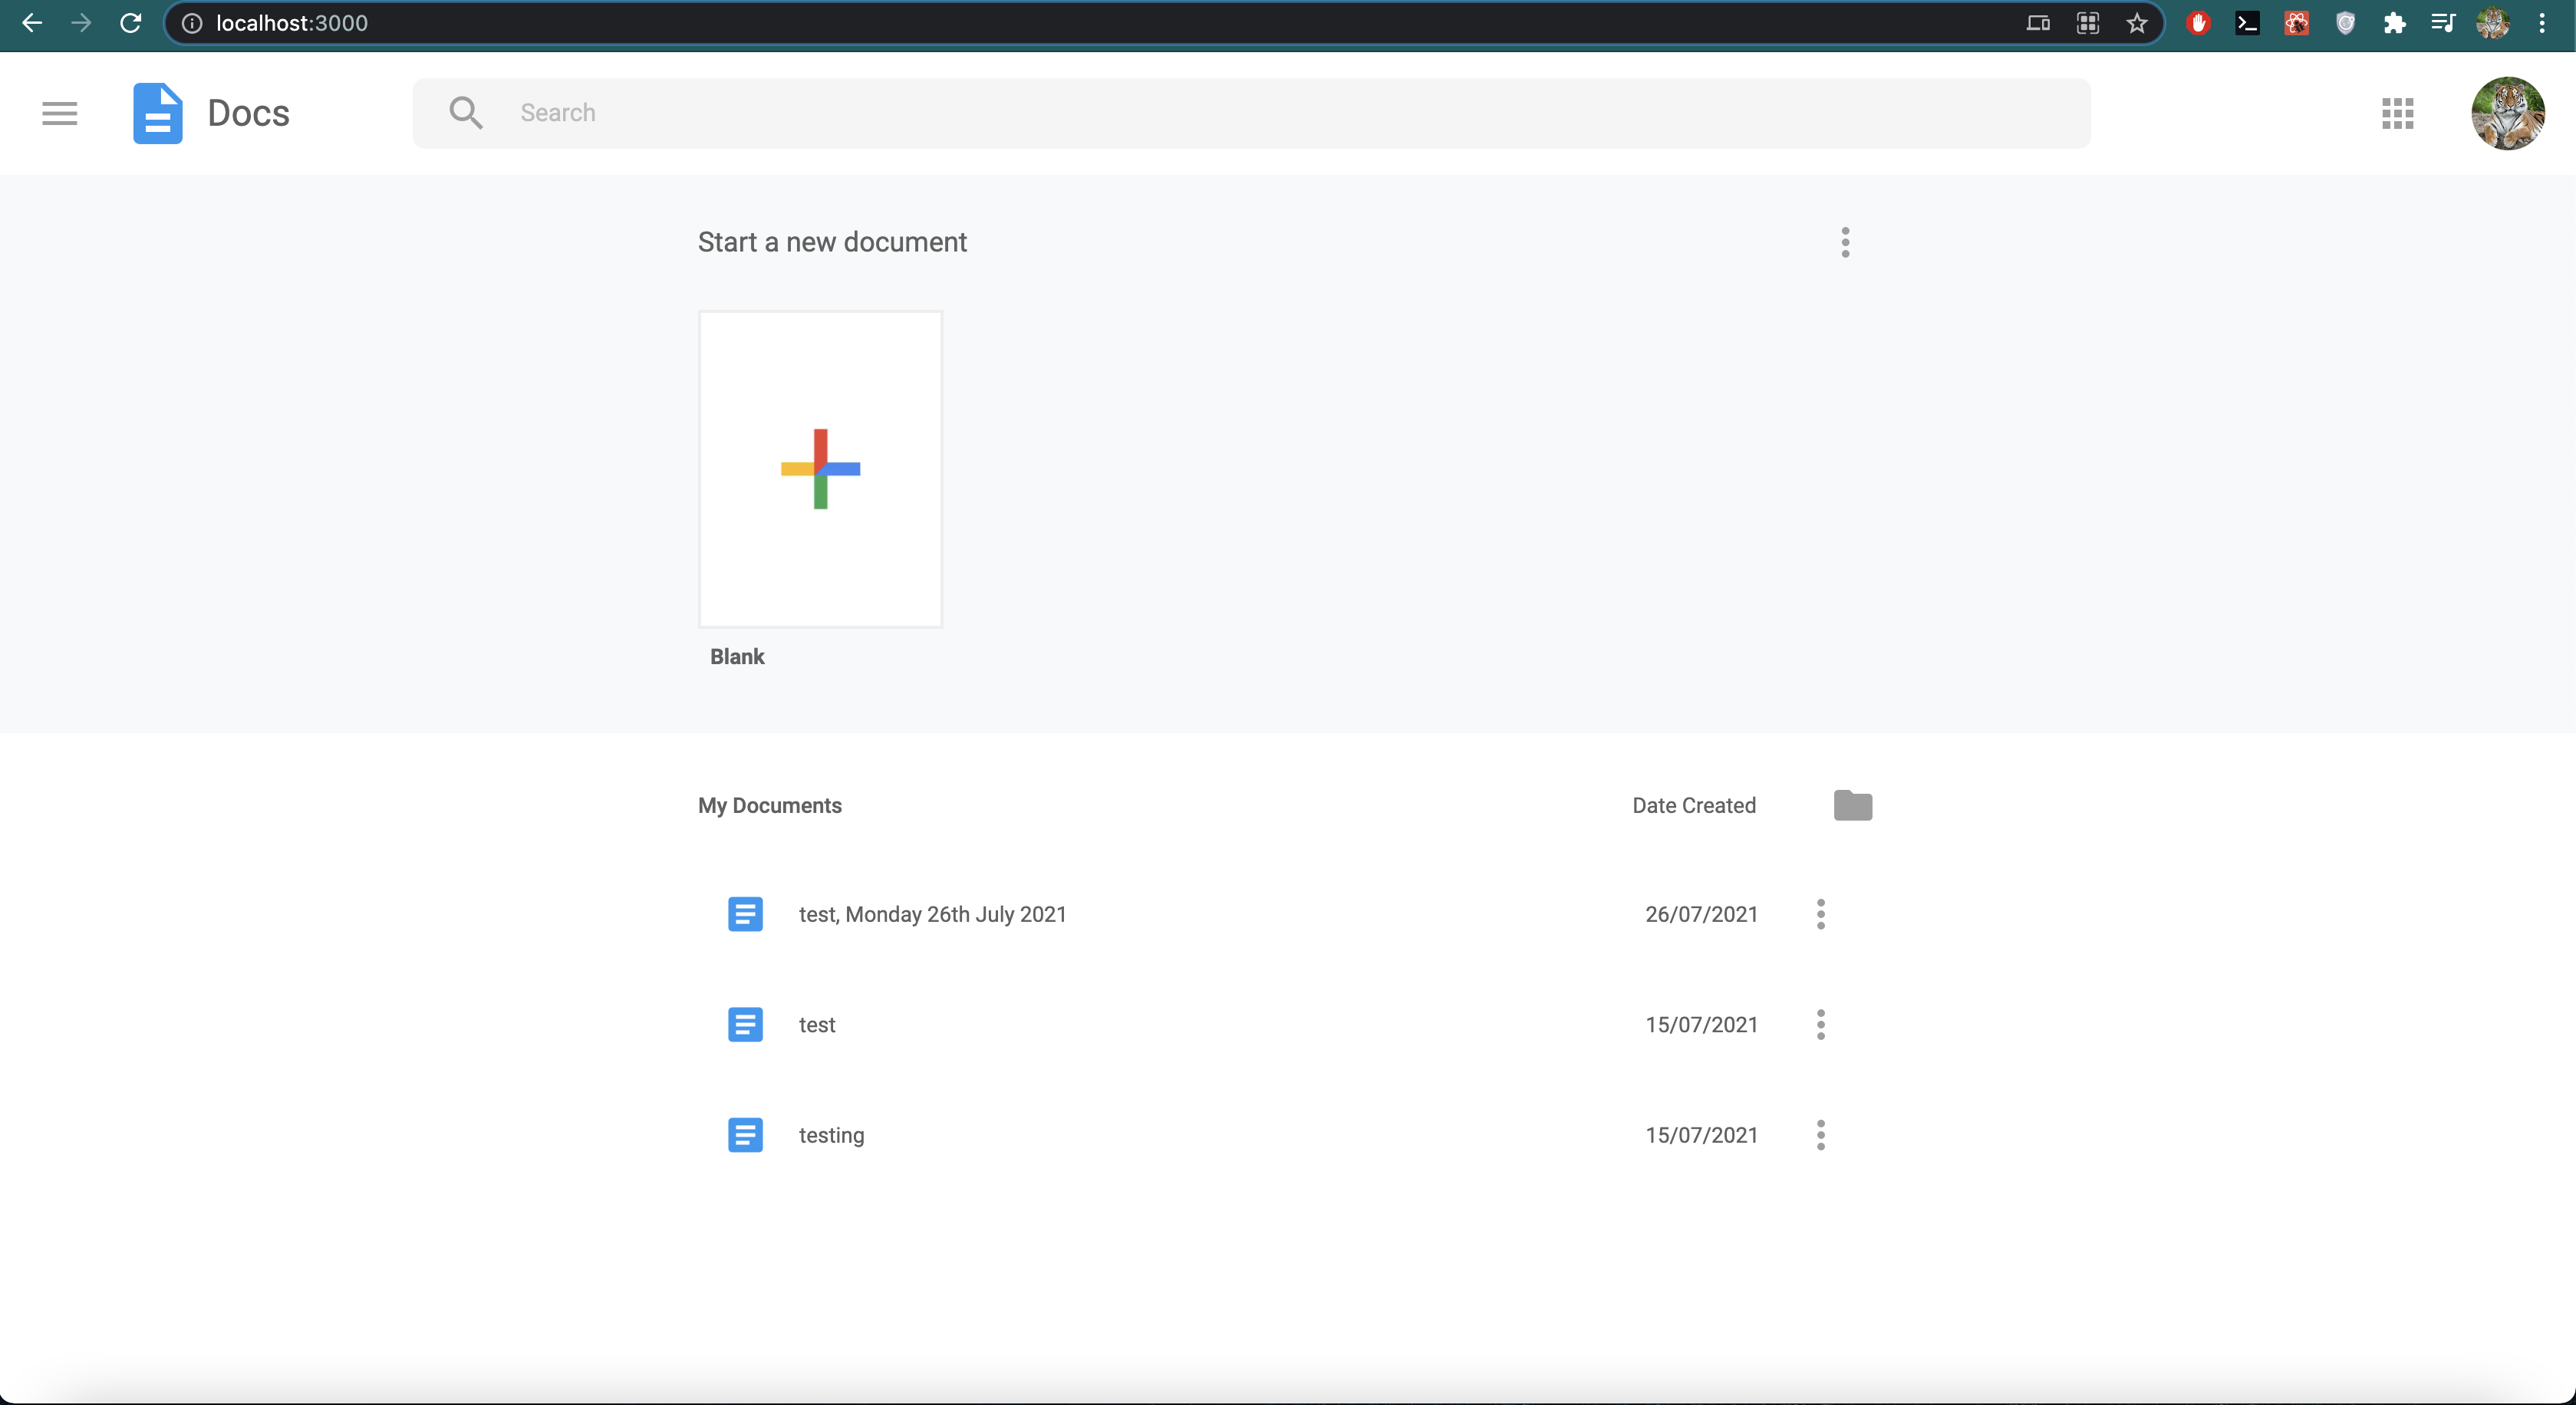 localhost:3000
Docs
Search
Start a new document
Blank
My Documents Date Created
test, Monday 26th July 2021 26/07/2021
test 15/07/2021
testing 15/07/2021